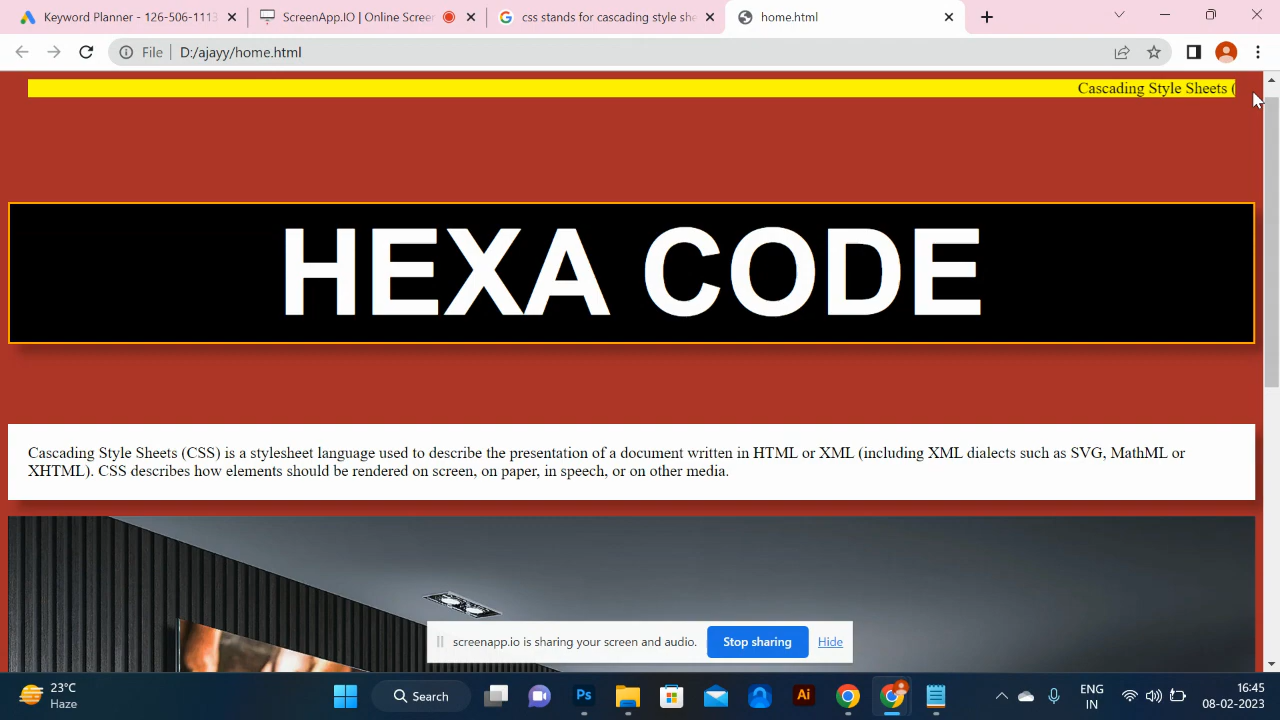 Keyword Planner - 126-506-1113
ScreenApp.IO | Online Screen
css stands for cascading style she
home.html
File
D:/ajayy/home.html
Cascading Style Sheets (
HEXA CODE
Cascading Style Sheets (CSS) is a stylesheet language used to describe the presentation of a document written in HTML or XML (including XML dialects such as SVG, MathML or
XHTML). CSS describes how elements should be rendered on screen, on paper, in speech, or on other media.
screenapp.io is sharing your screen and audio.
Stop sharing
Hide
23°C
Haze
Search
Ps
Ai
ENG
IN
16:45
08-02-2023